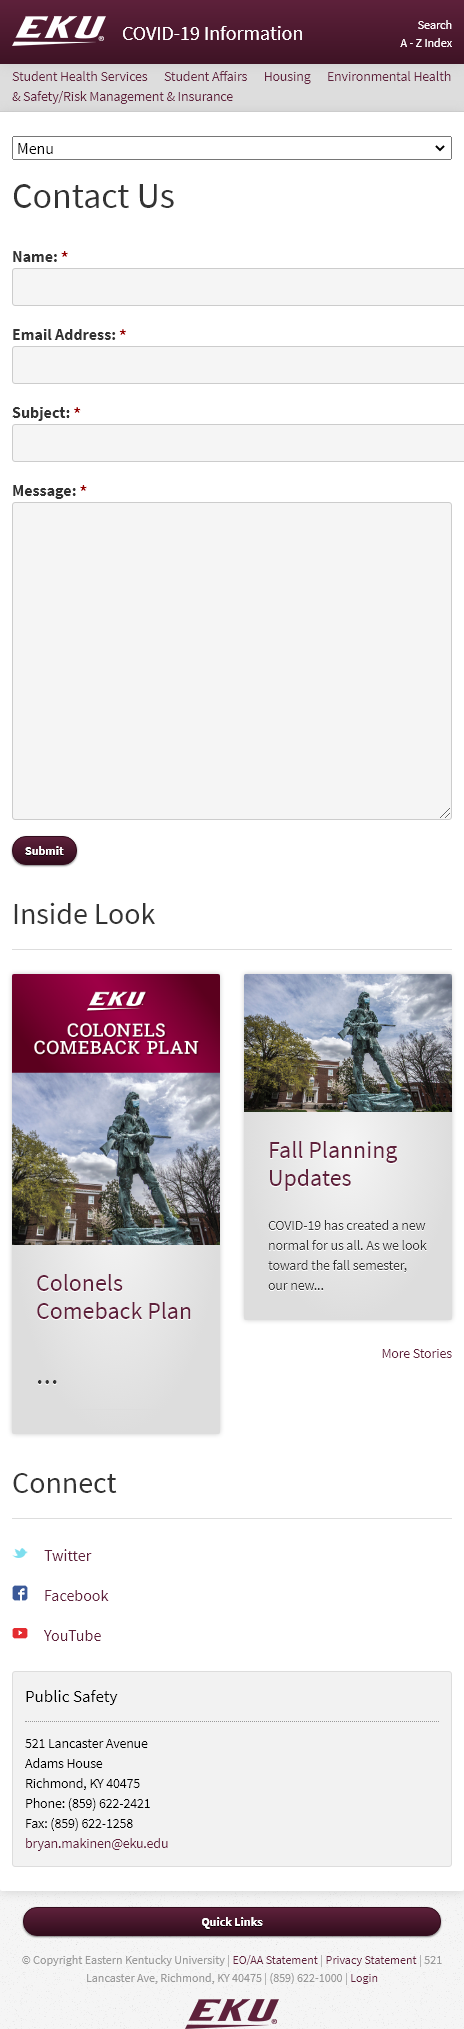 EKU® COVID-19 Information
Search
A - Z Index
Student Health Services Student Affairs Housing Environmental Health
& Safety/Risk Management & Insurance
Menu
Contact Us
Name: *
Email Address: *
Subject: *
Message: *
Submit
Inside Look
EKU
COLONELS
COMEBACK PLAN
Colonels
Comeback Plan
...
Fall Planning
Updates
COVID-19 has created a new
normal for us all. As we look
toward the fall semester,
our new...
More Stories
Connect
Twitter
Facebook
YouTube
Public Safety
521 Lancaster Avenue
Adams House
Richmond, KY 40475
Phone: (859) 622-2421
Fax: (859) 622-1258
bryan.makinen@eku.edu
Quick Links
© Copyright Eastern Kentucky University | EO/AA Statement | Privacy Statement | 521
Lancaster Ave, Richmond, KY 40475 | (859) 622-1000 | Login
EKU®